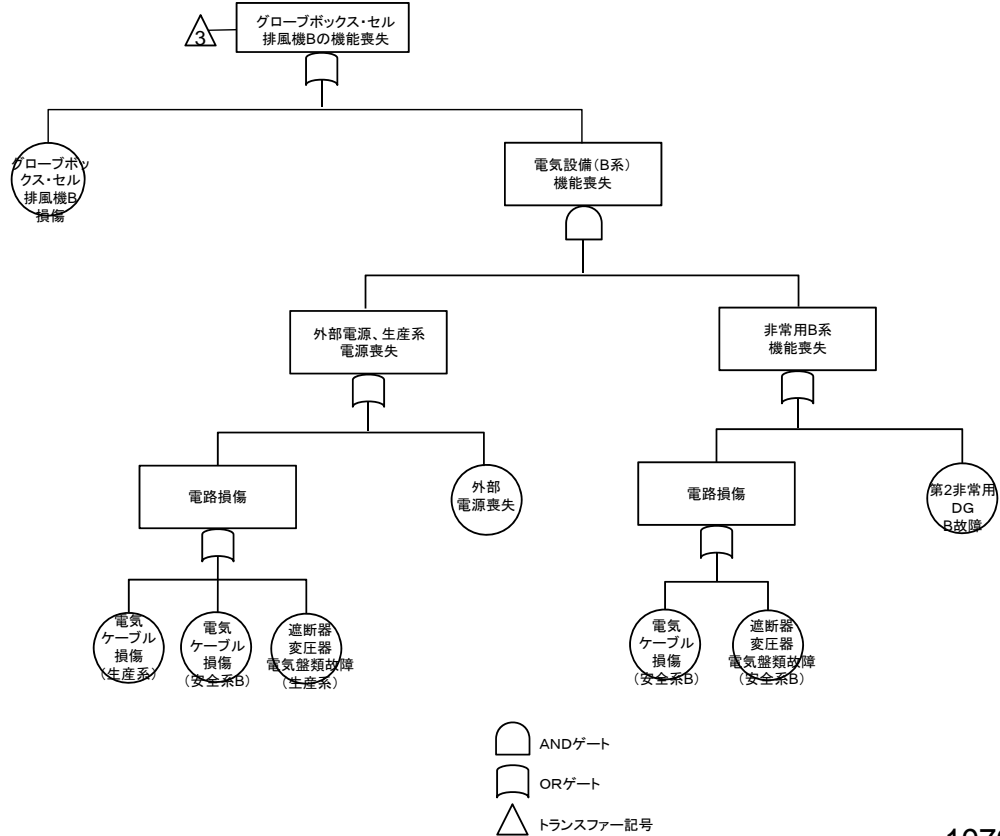 3
グローブボックス・セル
排風機Bの機能喪失
グローブボッ
クス・セル
排風機B
損傷
電気設備(B系)
機能喪失
外部電源、生産系
電源喪失
非常用B系
機能喪失
電路損傷
外部
電源喪失
電路損傷
第2非常用
DG
B故障
電気
ケーブル
損傷
(生産系)
電気
ケーブル
損傷
(安全系B)
遮断器
変圧器
電気盤類故障
(生産系)
電気
ケーブル
損傷
(安全系B)
遮断器
変圧器
電気盤類故障
(安全系B)
ANDゲート
ORゲート
トランスファー記号